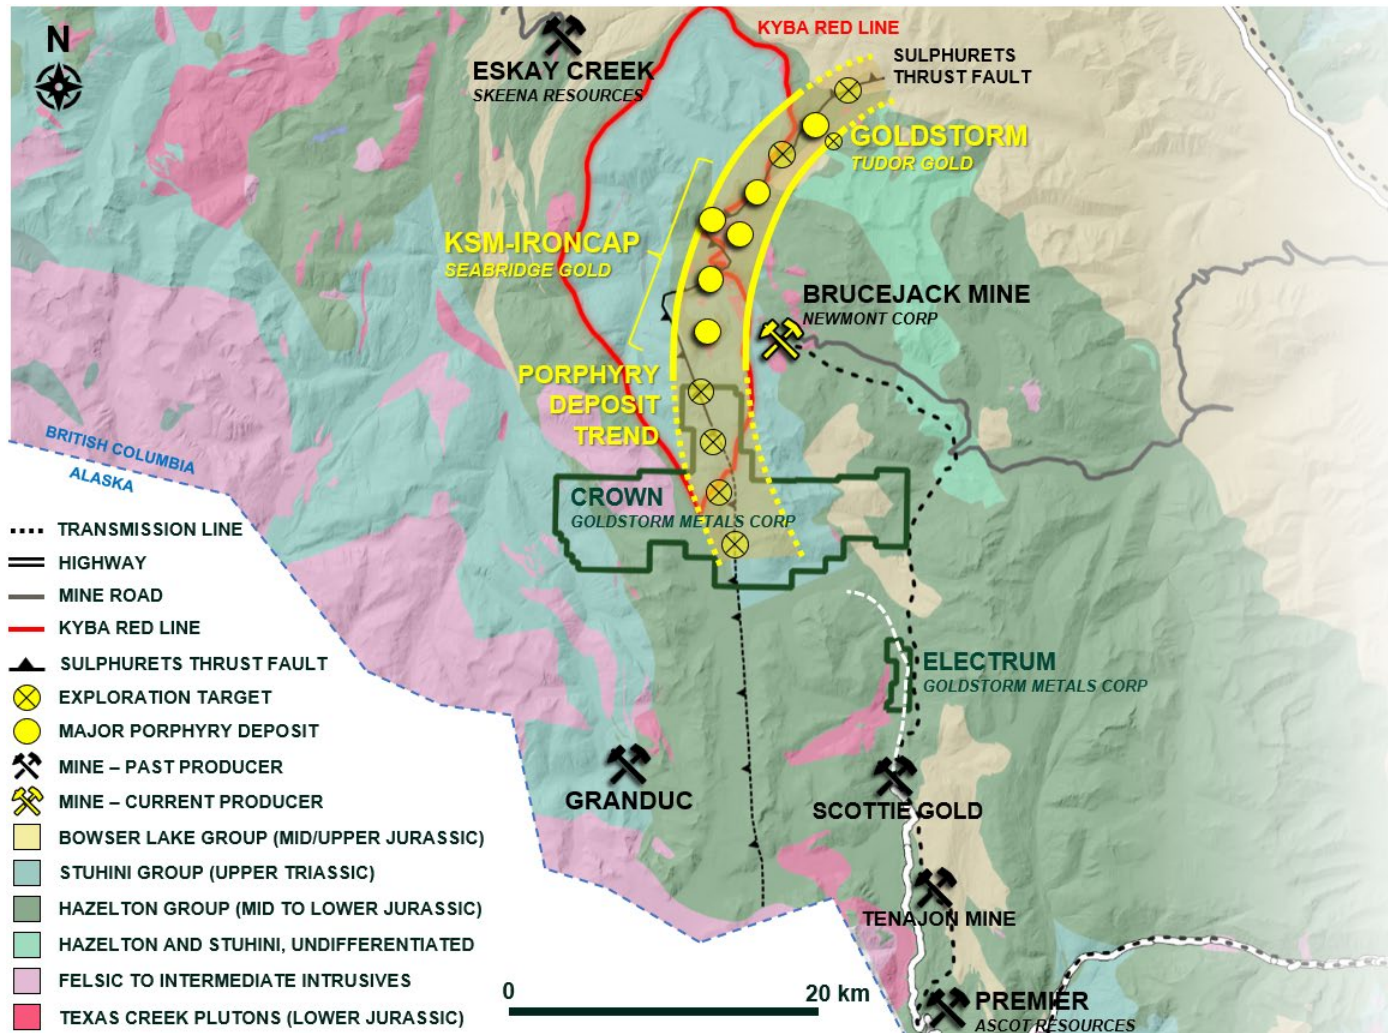 N
ESKAY CREEK
SKEENA RESOURCES
KYBA RED LINE
SULPHURETS
THRUST FAULT
GOLDSTORM
TUDOR GOLD
KSM-IRONCAP
SEABRIDGE GOLD
BRUCEJACK MINE
NEWMONT CORP
PORPHYRY
DEPOSIT
TREND
BRITISH COLUMBIA
ALASKA
CROWN
GOLDSTORM METALS CORP
ELECTRUM
GOLDSTORM METALS CORP
GRANDUC
SCOTTIE GOLD
TENAJON MINE
PREMIER
ASCOT RESOURCES
0 20 km
TRANSMISSION LINE
HIGHWAY
MINE ROAD
KYBA RED LINE
SULPHURETS THRUST FAULT
EXPLORATION TARGET
MAJOR PORPHYRY DEPOSIT
MINE – PAST PRODUCER
MINE – CURRENT PRODUCER
BOWSER LAKE GROUP (MID/UPPER JURASSIC)
STUHINI GROUP (UPPER TRIASSIC)
HAZELTON GROUP (MID TO LOWER JURASSIC)
HAZELTON AND STUHINI, UNDIFFERENTIATED
FELSIC TO INTERMEDIATE INTRUSIVES
TEXAS CREEK PLUTONS (LOWER JURASSIC)